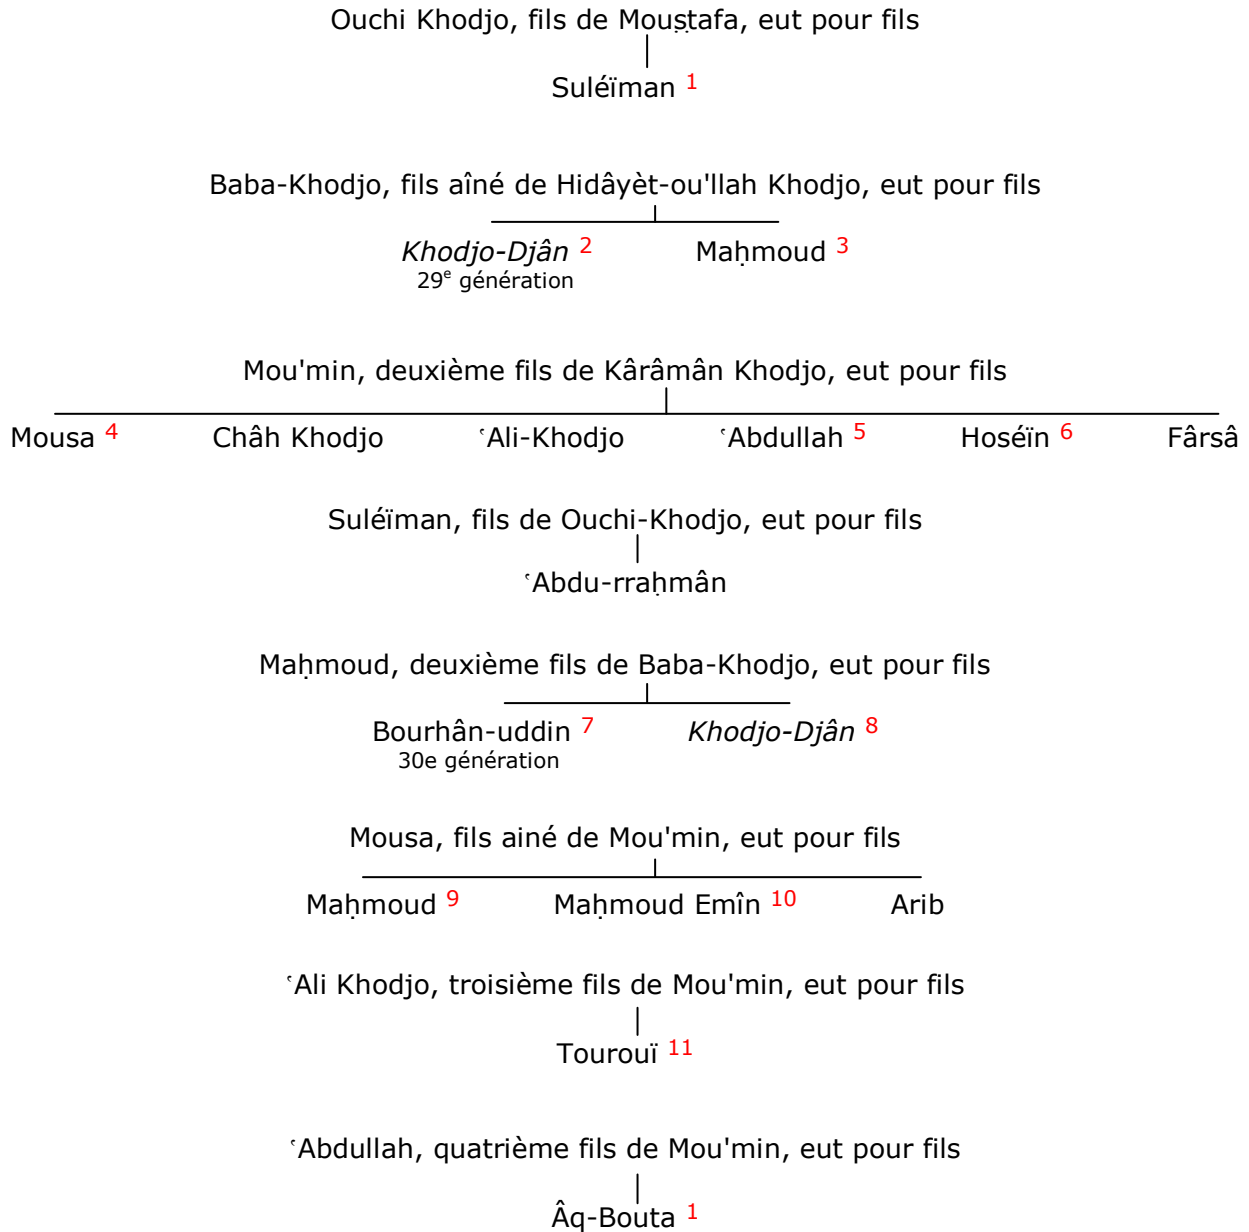 Ouchi Khodjo, fils de Mouṣṭafa, eut pour fils
Suléïman 1
Baba-Khodjo, fils aîné de Hidâyèt-ou'llah Khodjo, eut pour fils
Khodjo-Djân 2 Maḥmoud 3
29e génération
Mou'min, deuxième fils de Kârâmân Khodjo, eut pour fils
Mousa 4 Châh Khodjo ʿAli-Khodjo ʿAbdullah 5 Hoséïn 6 Fârsâ
Suléïman, fils de Ouchi-Khodjo, eut pour fils
ʿAbdu-rraḥmân
Maḥmoud, deuxième fils de Baba-Khodjo, eut pour fils
Bourhân-uddin 7 Khodjo-Djân 8
30e génération
Mousa, fils ainé de Mou'min, eut pour fils
Maḥmoud 9 Maḥmoud Emîn 10 Arib
ʿAli Khodjo, troisième fils de Mou'min, eut pour fils
Tourouï 11
ʿAbdullah, quatrième fils de Mou'min, eut pour fils
Âq-Bouta 1